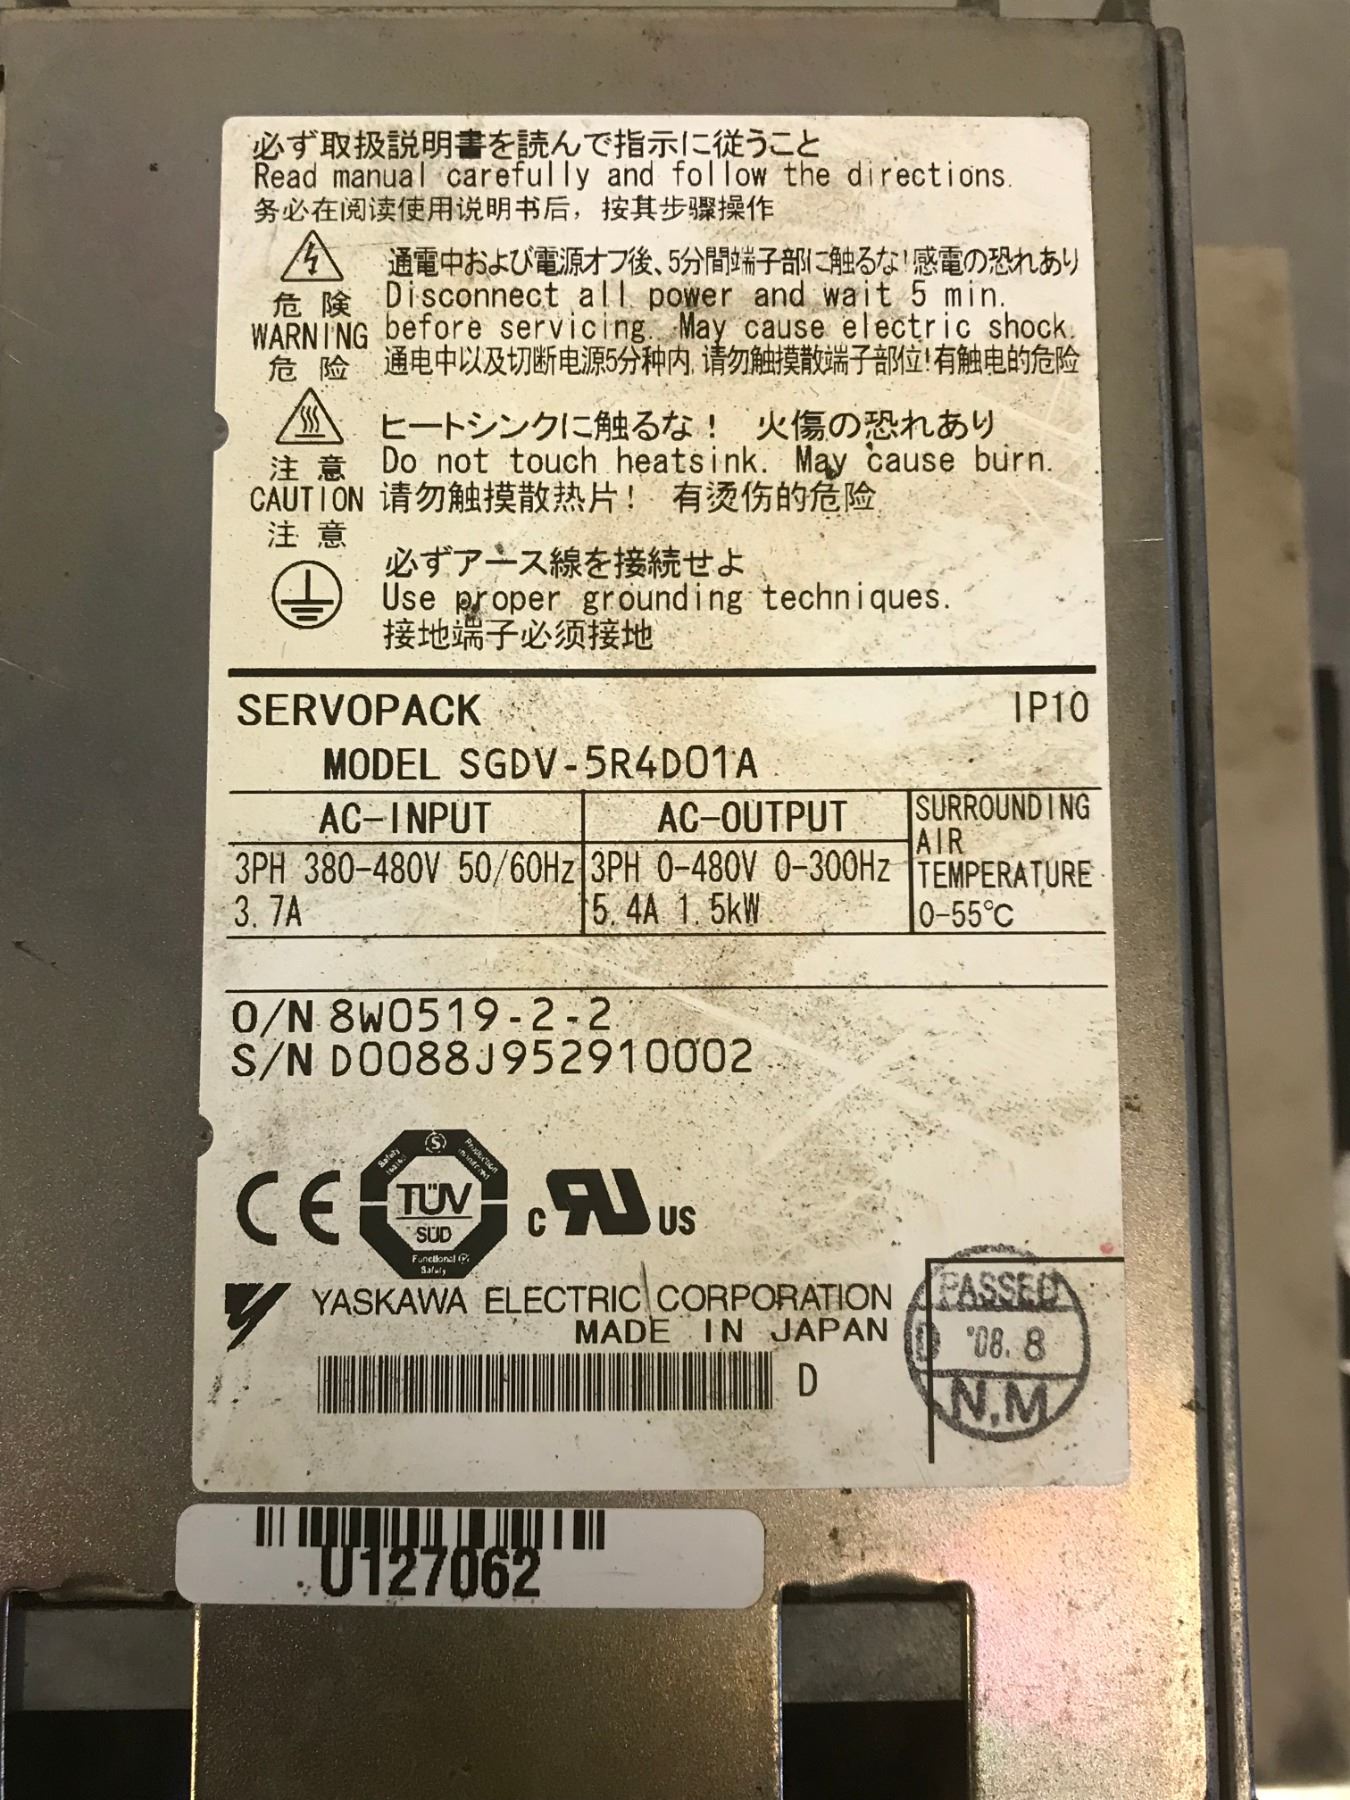 必ず取扱説明書を読んで指示に従うこと
Read manual carefully and follow the directions.
务必在阅读使用说明书后，按其步骤操作
危険
WARNING
危险
通電中および電源オフ後、5分間端子部に触るな!感電の恐れあり
Disconnect all power and wait 5 min.
before servicing. May cause electric shock.
通电中以及切断电源5分种内,请勿触摸散端子部位!有触电的危险
注意
CAUTION
注意
ヒートシンクに触るな! 火傷の恐れあり
Do not touch heatsink. May cause burn.
请勿触摸散热片! 有烫伤的危险
必ずアース線を接続せよ
Use proper grounding techniques.
接地端子必须接地
SERVOPACK IP10
MODEL SGDV-5R4D01A
AC-INPUT
3PH 380-480V 50/60Hz
3.7A
AC-OUTPUT
3PH 0-480V 0-300Hz
5.4A 1.5kW
SURROUNDING
AIR
TEMPERATURE
0-55℃
O/N 8W0519-2-2
S/N D0088J952910002
CE
TÜV
SÜD
Functional
Safety
c RU US
YASKAWA ELECTRIC CORPORATION
MADE IN JAPAN
D
PASSED
D '08.8
N.M
U127062